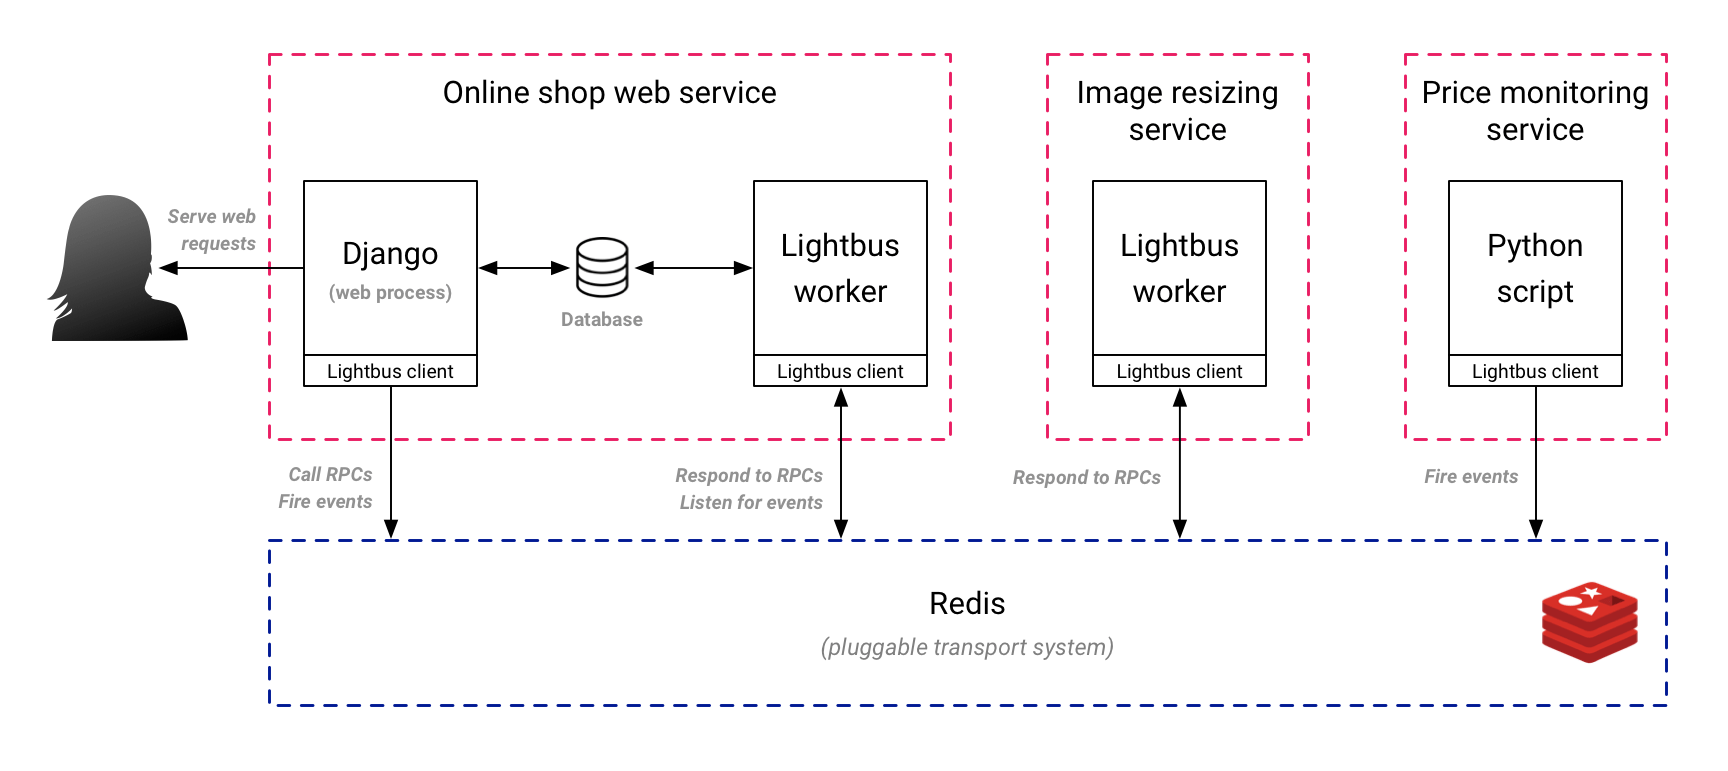 Online shop web service
Image resizing
service
Price monitoring
service
Serve web
requests
Django
(web process)
Lightbus client
Database
Lightbus
worker
Lightbus client
Lightbus
worker
Lightbus client
Python
script
Lightbus client
Call RPCs
Fire events
Respond to RPCs
Listen for events
Respond to RPCs
Fire events
Redis
(pluggable transport system)